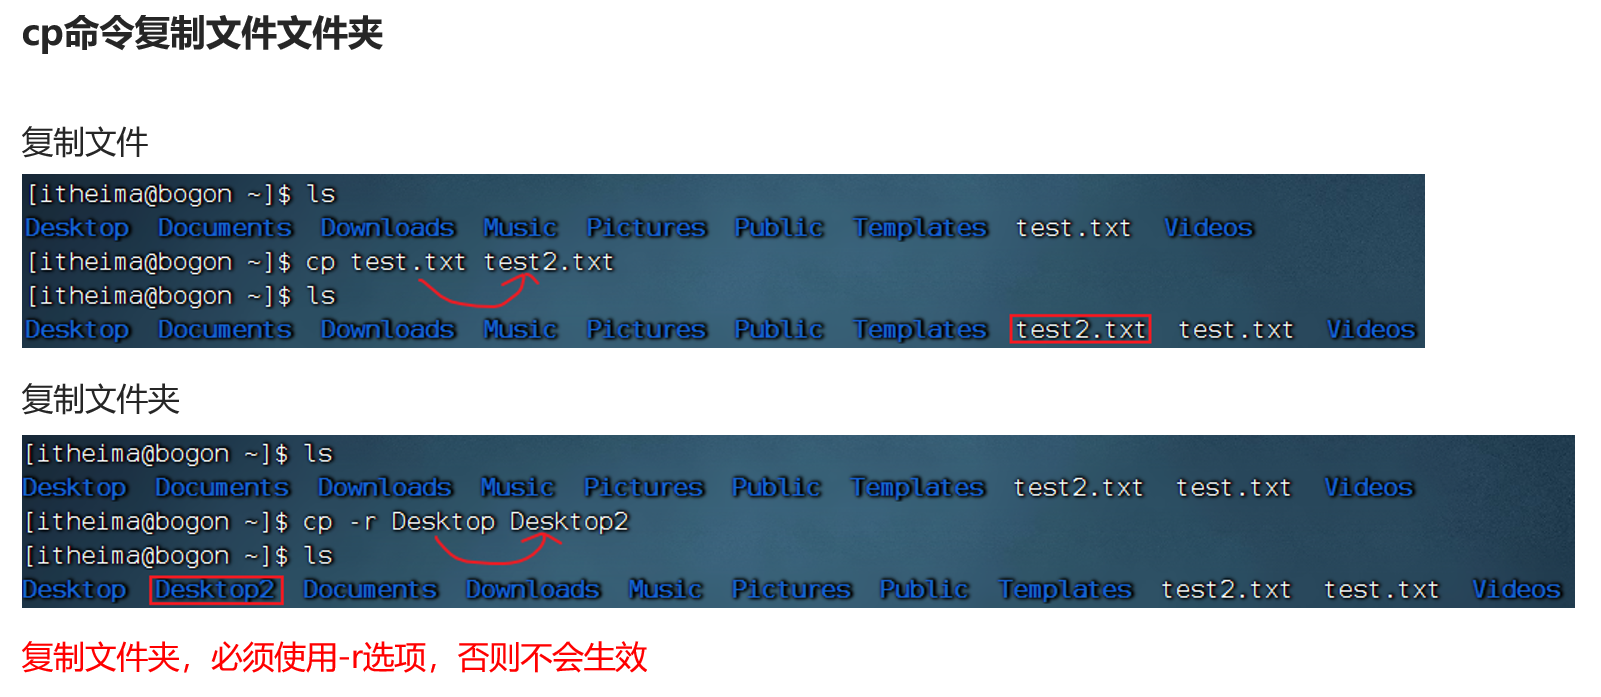 cp命令复制文件文件夹
复制文件
[itheima@bogon ~]$ ls
Desktop  Documents  Downloads  Music  Pictures  Public  Templates  test.txt  Videos
[itheima@bogon ~]$ cp test.txt test2.txt
[itheima@bogon ~]$ ls
Desktop  Documents  Downloads  Music  Pictures  Public  Templates  test2.txt  test.txt  Videos
复制文件夹
[itheima@bogon ~]$ ls
Desktop  Documents  Downloads  Music  Pictures  Public  Templates  test2.txt  test.txt  Videos
[itheima@bogon ~]$ cp -r Desktop Desktop2
[itheima@bogon ~]$ ls
Desktop  Desktop2  Documents  Downloads  Music  Pictures  Public  Templates  test2.txt  test.txt  Videos
复制文件夹，必须使用-r选项，否则不会生效